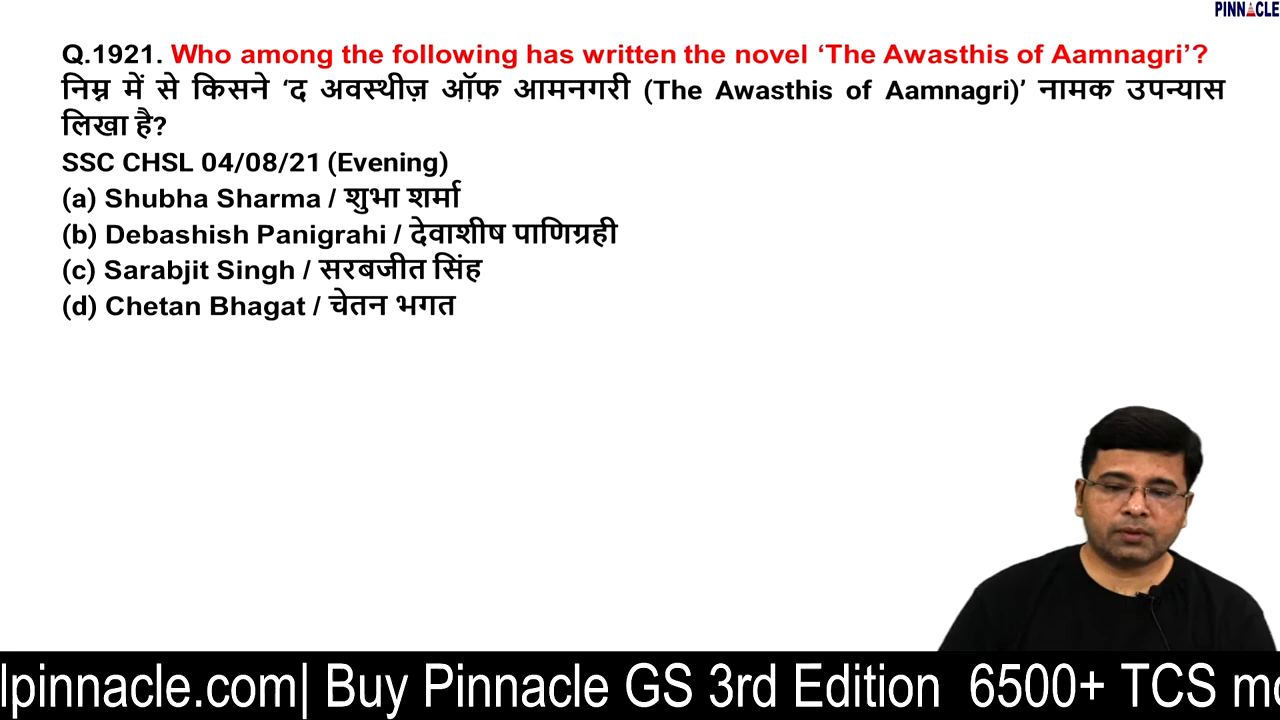 PINNACLE
Q.1921. Who among the following has written the novel ‘The Awasthis of Aamnagri’?
निम्न में से किसने ‘द अवस्थीज़ ऑफ़ आमनगरी (The Awasthis of Aamnagri)’ नामक उपन्यास
लिखा है?
SSC CHSL 04/08/21 (Evening)
(a) Shubha Sharma / शुभा शर्मा
(b) Debashish Panigrahi / देवाशीष पाणिग्रही
(c) Sarabjit Singh / सरबजीत सिंह
(d) Chetan Bhagat / चेतन भगत
lpinnacle.com| Buy Pinnacle GS 3rd Edition 6500+ TCS